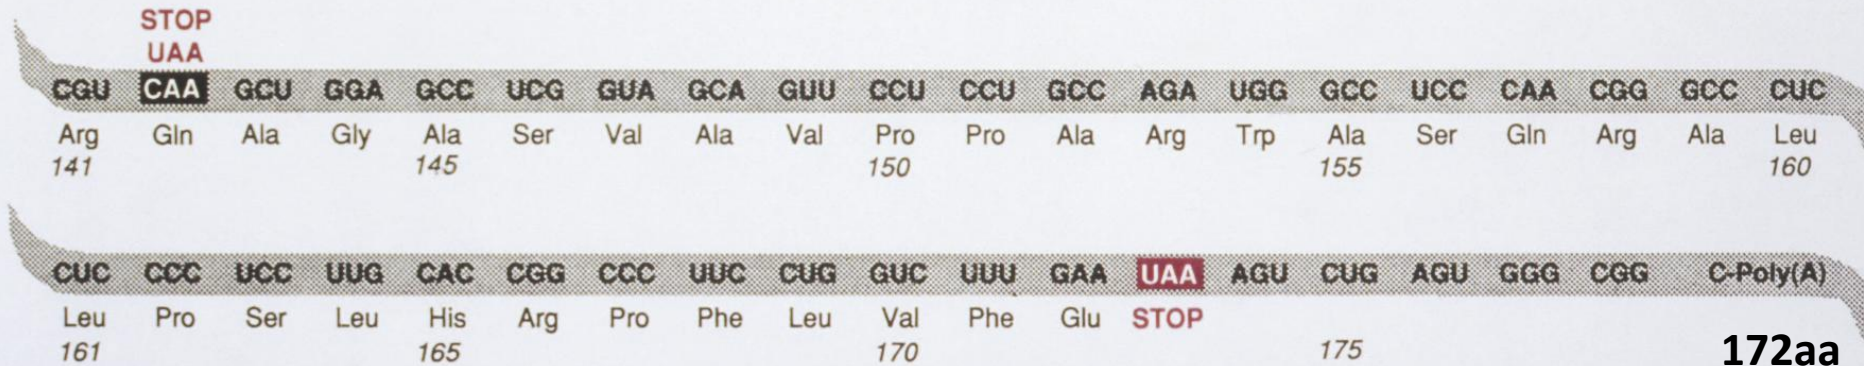 STOP
UAA
CGU CAA GCU GGA GCC UCG GUA GCA GUU CCU CCU GCC AGA UGG GCC UCC CAA CGG GCC CUC
Arg Gln Ala Gly Ala Ser Val Ala Val Pro Pro Ala Arg Trp Ala Ser Gln Arg Ala Leu
141 145 150 155 160
CUC CCC UCC UUG CAC CGG CCC UUC CUG GUC UUU GAA UAA AGU CUG AGU GGG CGG C-Poly(A)
Leu Pro Ser Leu His Arg Pro Phe Leu Val Phe Glu STOP
161 165 170 175
172aa